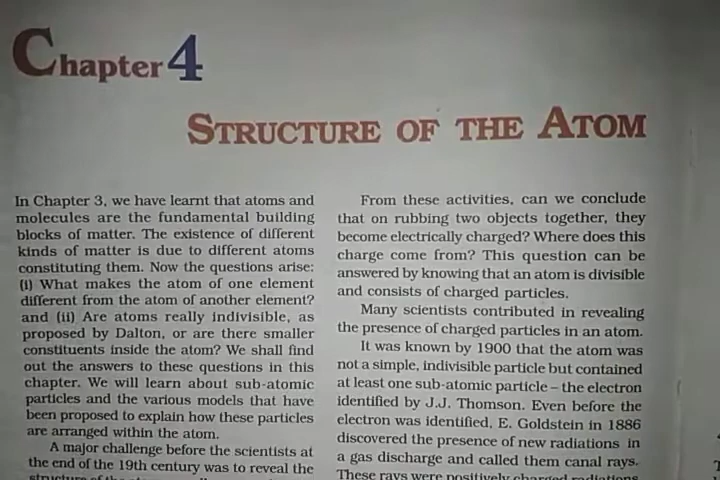 Chapter 4
STRUCTURE OF THE ATOM
In Chapter 3, we have learnt that atoms and
molecules are the fundamental building
blocks of matter. The existence of different
kinds of matter is due to different atoms
constituting them. Now the questions arise:
(i) What makes the atom of one element
different from the atom of another element?
and (ii) Are atoms really indivisible, as
proposed by Dalton, or are there smaller
constituents inside the atom? We shall find
out the answers to these questions in this
chapter. We will learn about sub-atomic
particles and the various models that have
been proposed to explain how these particles
are arranged within the atom.
A major challenge before the scientists at
the end of the 19th century was to reveal the
structure of the
From these activities, can we conclude
that on rubbing two objects together, they
become electrically charged? Where does this
charge come from? This question can be
answered by knowing that an atom is divisible
and consists of charged particles.
Many scientists contributed in revealing
the presence of charged particles in an atom.
It was known by 1900 that the atom was
not a simple, indivisible particle but contained
at least one sub-atomic particle – the electron
identified by J.J. Thomson. Even before the
electron was identified, E. Goldstein in 1886
discovered the presence of new radiations in
a gas discharge and called them canal rays.
These rays were positively charged radiations